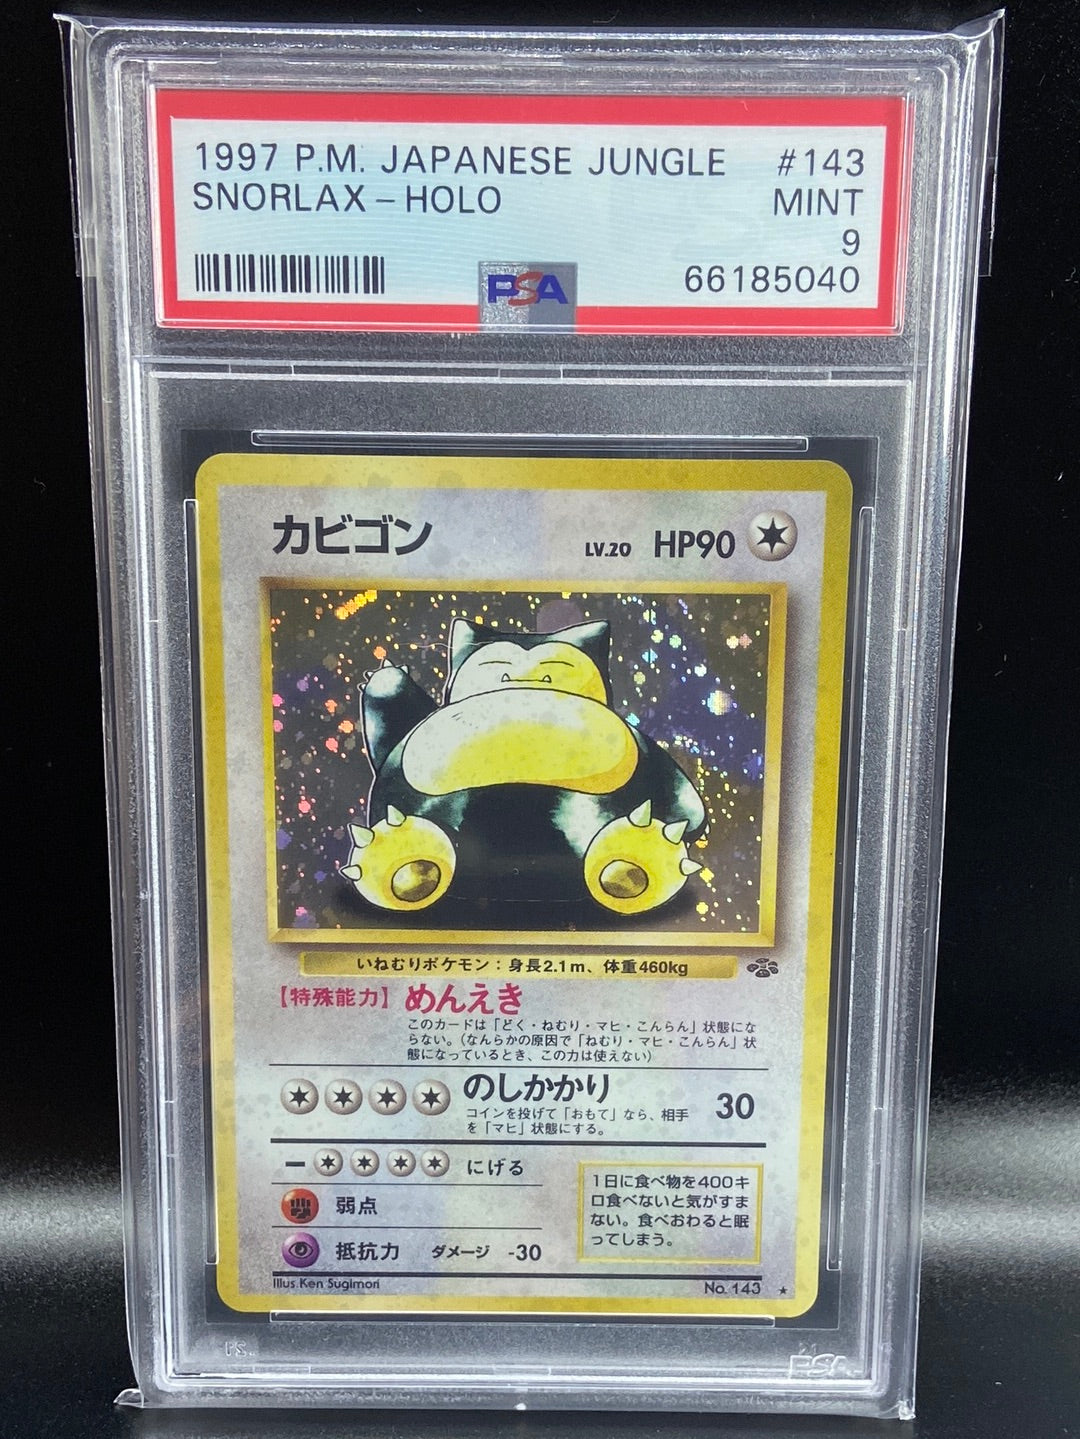 1997 P.M. JAPANESE JUNGLE #143
SNORLAX - HOLO MINT
9
PSA 66185040
カビゴン LV.20 HP90
いねむりポケモン：身長2.1m、体重460kg
【特殊能力】 めんえき
このカードは「どく・ねむり・マヒ・こんらん」状態にな
らない。(なんらかの原因で「ねむり・マヒ・こんらん」状
態になっているとき、この力は使えない)
のしかかり 30
コインを投げて「おもて」なら、相手
を「マヒ」状態にする。
ー にげる
弱点
抵抗力 ダメージ -30
1日に食べ物を400キ
ロ食べないと気がすま
ない。食べおわると眠
ってしまう。
Illus. Ken Sugimori No. 143 ★
PSA